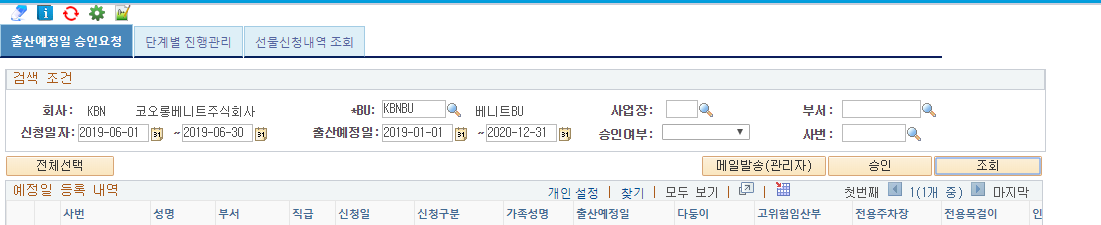 출산예정일 승인요청 단계별 진행관리 선물신청내역 조회
검색 조건
회사: KBN 코오롱베니트주식회사 *BU: KBNBU 베니트BU 사업장: 부서:
신청일자: 2019-06-01 31 ~ 2019-06-30 31 출산예정일: 2019-01-01 31 ~ 2020-12-31 31 승인여부: 사번:
전체선택 메일발송(관리자) 승인 조회
예정일 등록 내역 개인 설정 | 찾기 | 모두 보기 | | 첫번째 1(1개 중) 마지막
사번 성명 부서 직급 신청일 신청구분 가족성명 출산예정일 다둥이 고위험임산부 전용주차장 전용목걸이 인